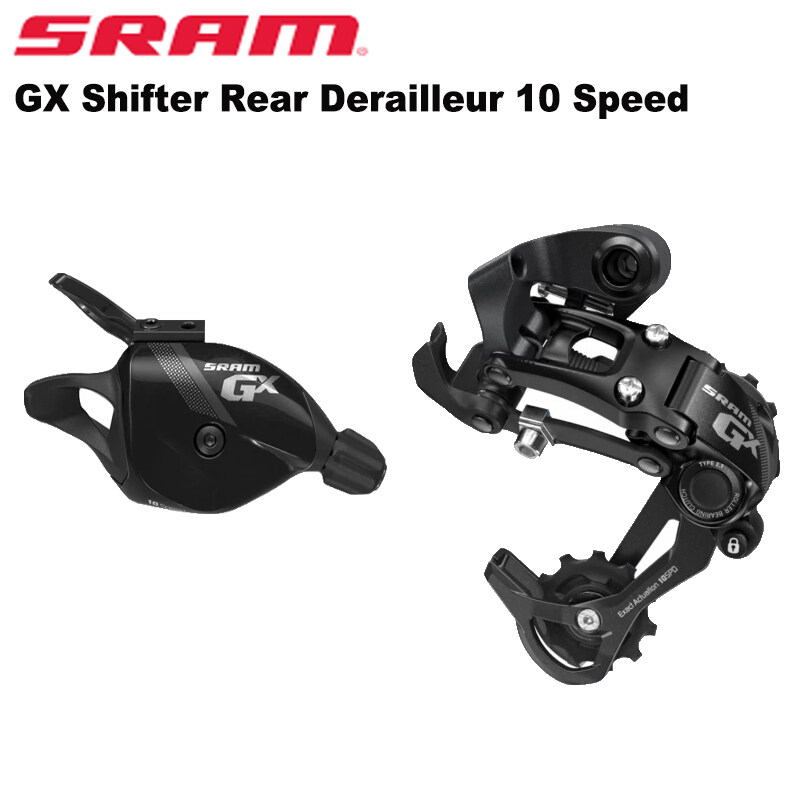 SRAM
GX Shifter Rear Derailleur 10 Speed
SRAM
GX
SRAM
GX
TYPE 2.1
ROLLER BEARING CLUTCH
Exact Actuation 10SPD